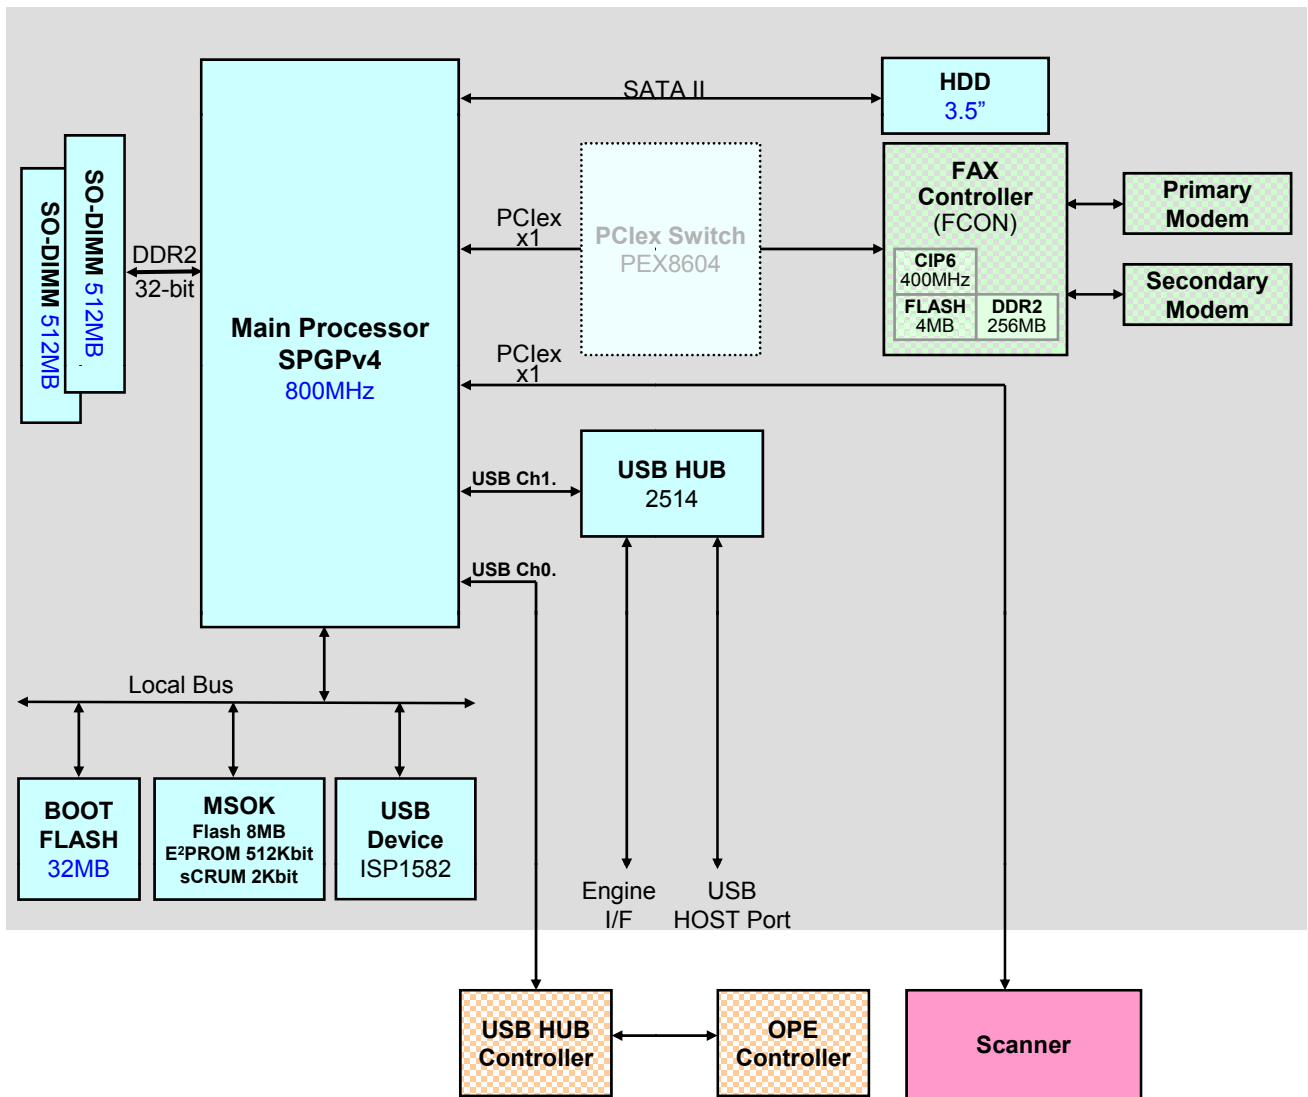 SATA II
HDD
3.5”
SO-DIMM 512MB
SO-DIMM 512MB
DDR2
32-bit
Main Processor
SPGPv4
800MHz
PCIex
x1
PCIex Switch
PEX8604
FAX
Controller
(FCON)
CIP6
400MHz
FLASH
4MB
DDR2
256MB
Primary
Modem
Secondary
Modem
PCIex
x1
USB Ch1.
USB HUB
2514
USB Ch0.
Local Bus
BOOT
FLASH
32MB
MSOK
Flash 8MB
E²PROM 512Kbit
sCRUM 2Kbit
USB
Device
ISP1582
Engine
I/F
USB
HOST Port
USB HUB
Controller
OPE
Controller
Scanner